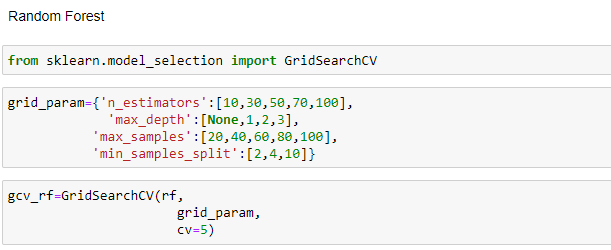 Random Forest
from sklearn.model_selection import GridSearchCV
grid_param={'n_estimators':[10,30,50,70,100],
'max_depth':[None,1,2,3],
'max_samples':[20,40,60,80,100],
'min_samples_split':[2,4,10]}
gcv_rf=GridSearchCV(rf,
grid_param,
cv=5)